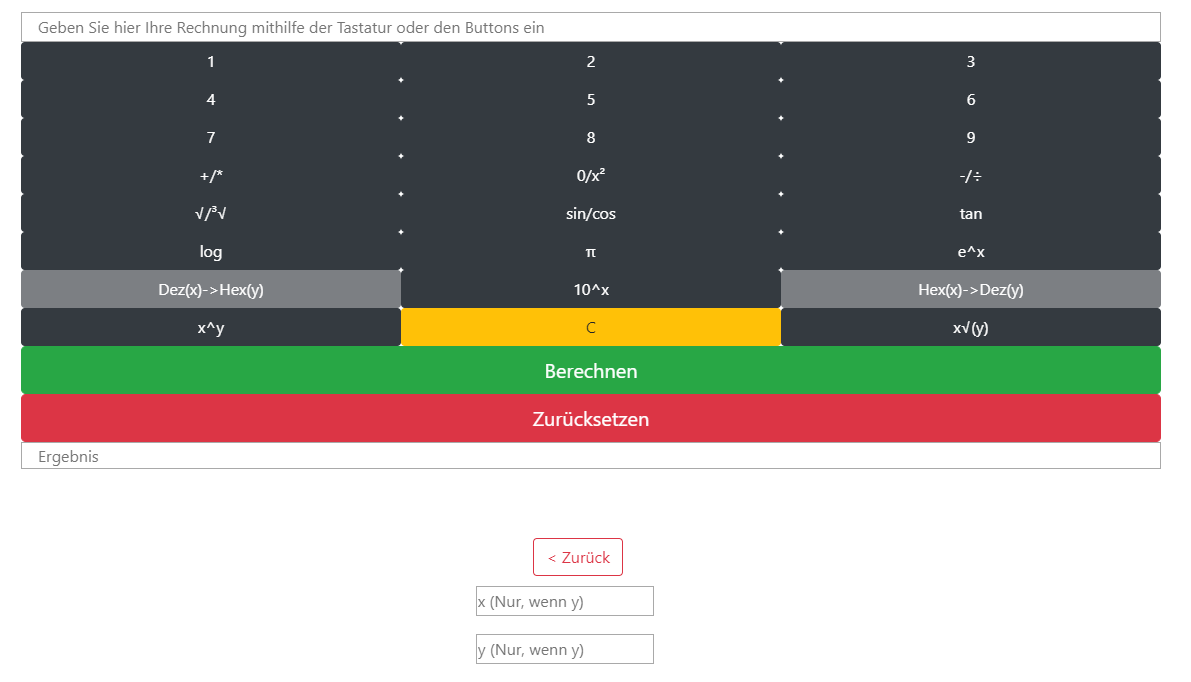 Geben Sie hier Ihre Rechnung mithilfe der Tastatur oder den Buttons ein
1 2 3
4 5 6
7 8 9
+/* 0/x² -/÷
√/³√ sin/cos tan
log π e^x
Dez(x)->Hex(y) 10^x Hex(x)->Dez(y)
x^y C x√(y)
Berechnen
Zurücksetzen
Ergebnis
< Zurück
x (Nur, wenn y)
y (Nur, wenn y)